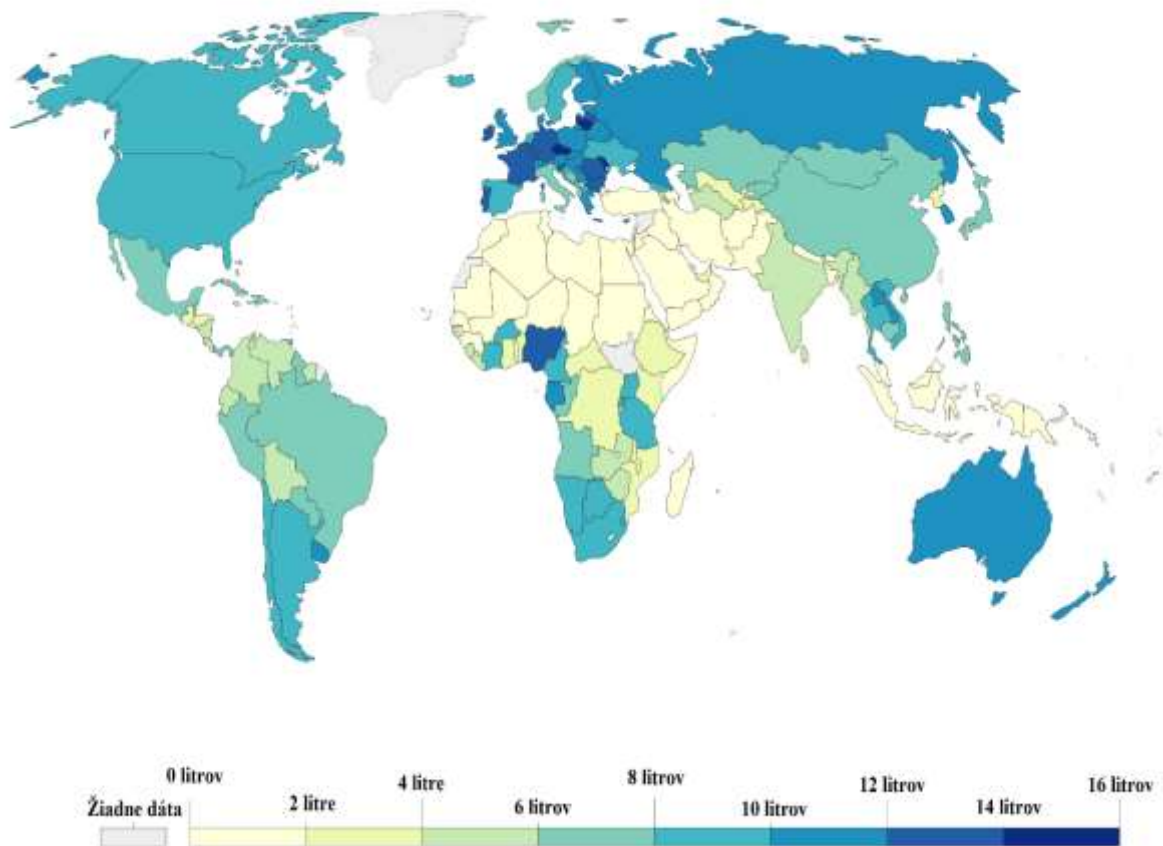 0 litrov
4 litre
8 litrov
12 litrov
16 litrov
Žiadne dáta
2 litre
6 litrov
10 litrov
14 litrov